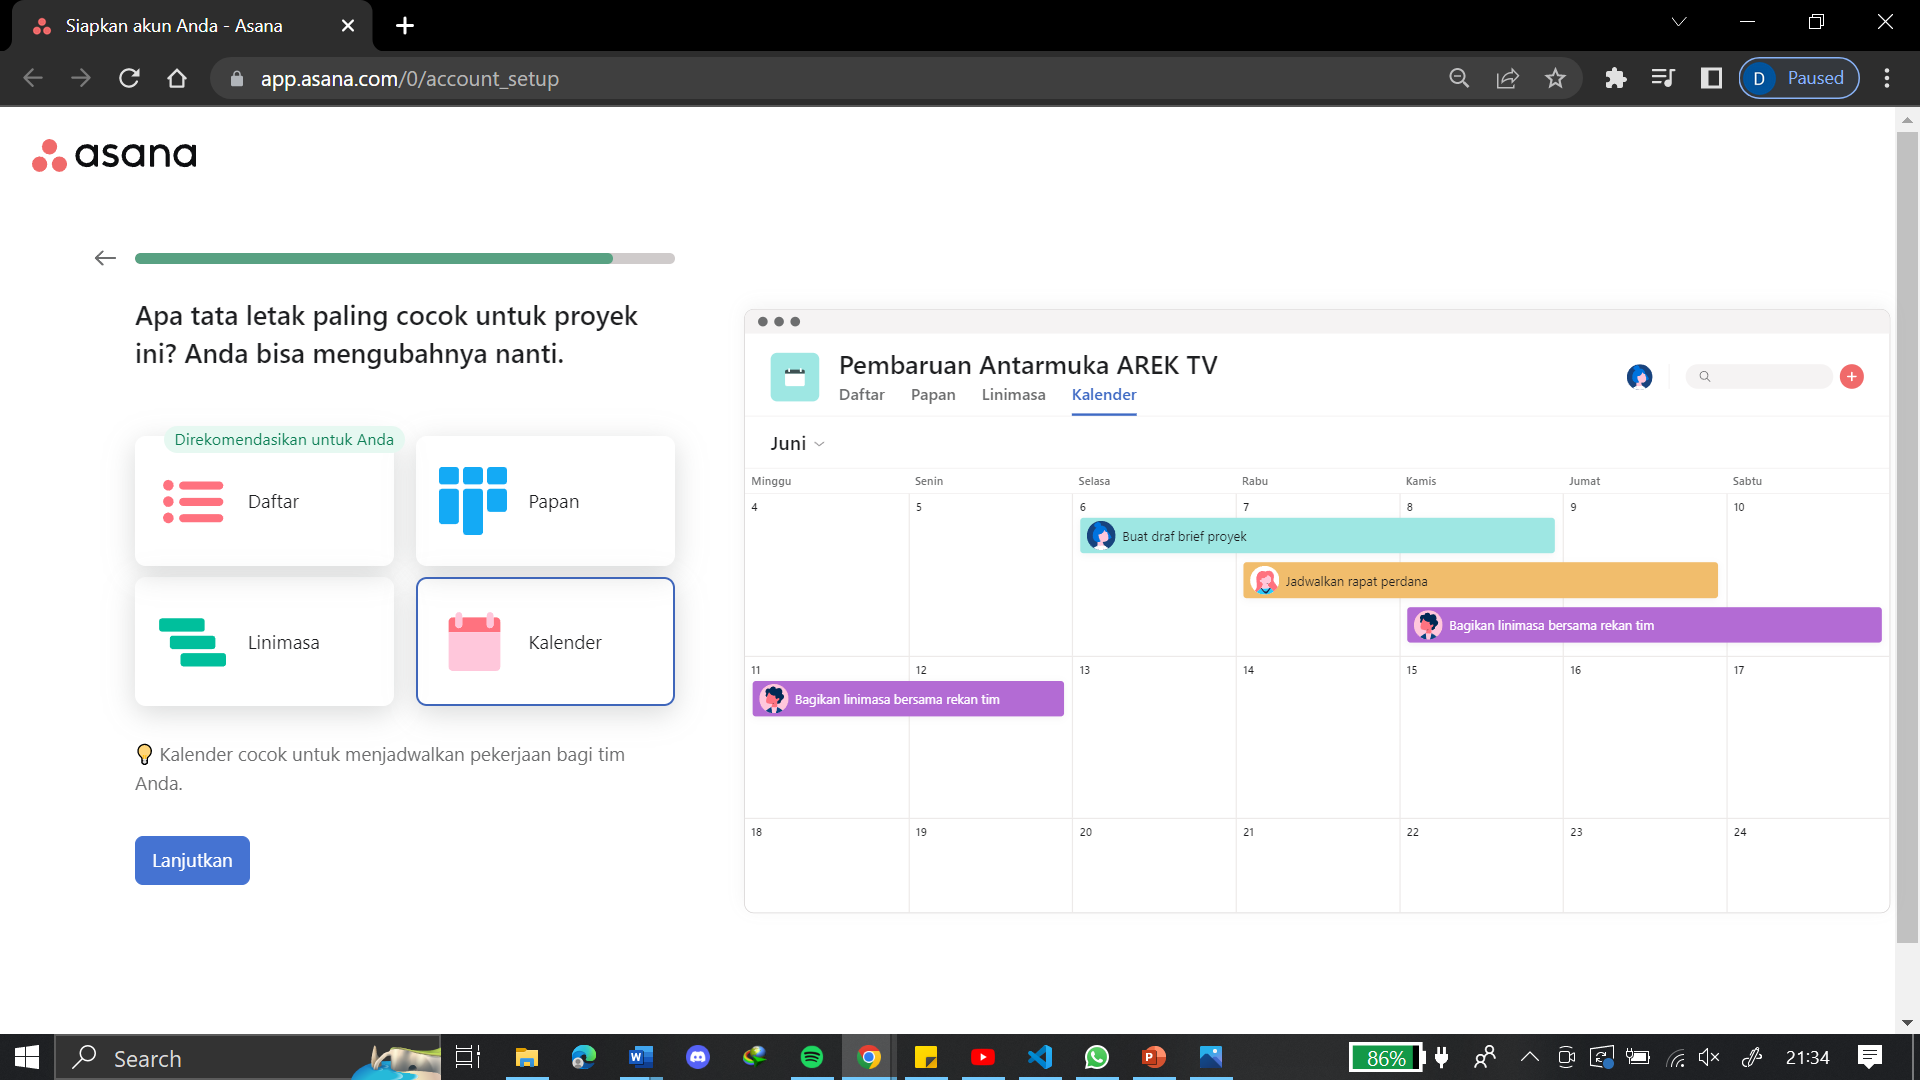 Siapkan akun Anda - Asana
app.asana.com/0/account_setup
D Paused
asana
Apa tata letak paling cocok untuk proyek
ini? Anda bisa mengubahnya nanti.
Direkomendasikan untuk Anda
Daftar
Papan
Linimasa
Kalender
Kalender cocok untuk menjadwalkan pekerjaan bagi tim
Anda.
Lanjutkan
Pembaruan Antarmuka AREK TV
Daftar Papan Linimasa Kalender
Juni
Minggu Senin Selasa Rabu Kamis Jumat Sabtu
4 5 6 7 8 9 10
Buat draf brief proyek
Jadwalkan rapat perdana
Bagikan linimasa bersama rekan tim
11 12 13 14 15 16 17
Bagikan linimasa bersama rekan tim
18 19 20 21 22 23 24
Search
86%
21:34